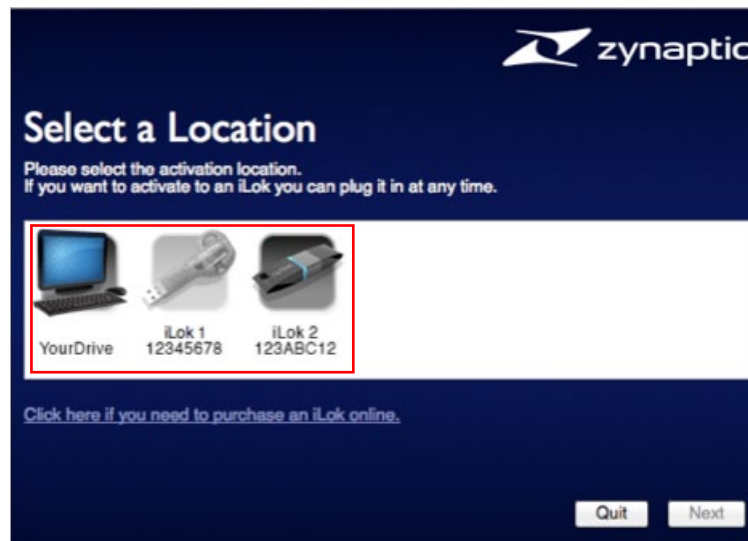 zynaptic
Select a Location
Please select the activation location.
If you want to activate to an iLok you can plug it in at any time.
YourDrive
iLok 1
12345678
iLok 2
123ABC12
Click here if you need to purchase an iLok online.
Quit
Next